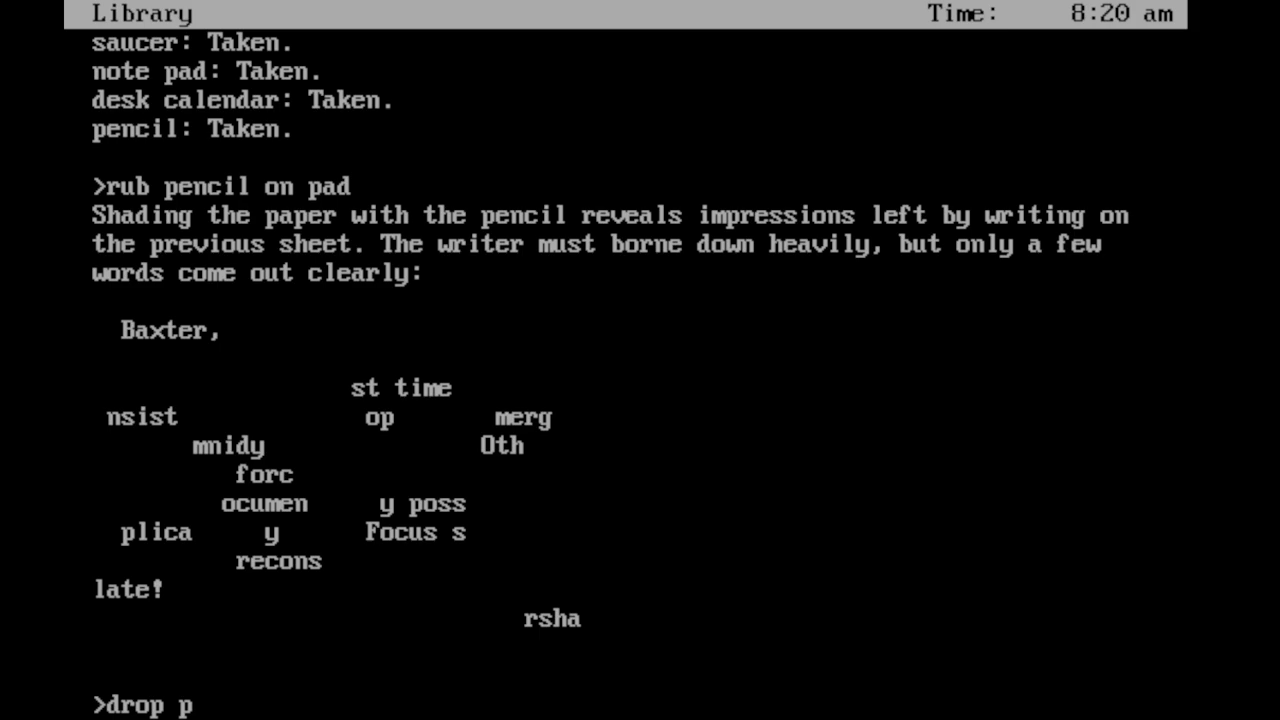 Library Time: 8:20 am
saucer: Taken.
note pad: Taken.
desk calendar: Taken.
pencil: Taken.
>rub pencil on pad
Shading the paper with the pencil reveals impressions left by writing on
the previous sheet. The writer must borne down heavily, but only a few
words come out clearly:
Baxter,
st time
nsist op merg
mnidy Oth
forc
ocumen y poss
plica y Focus s
recons
late!
rsha
>drop p